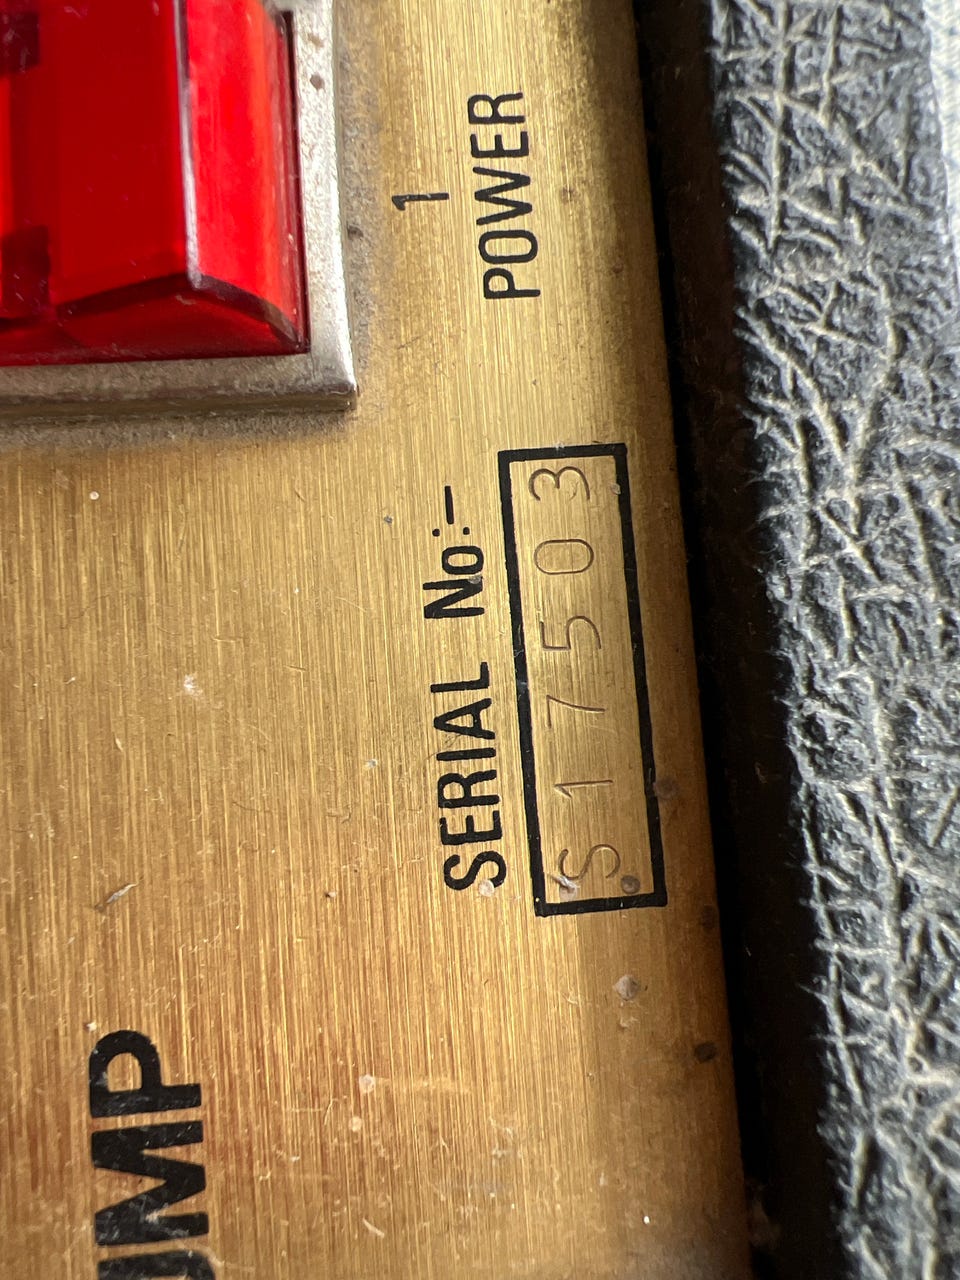 1
POWER
SERIAL No:-
S17503
UMP